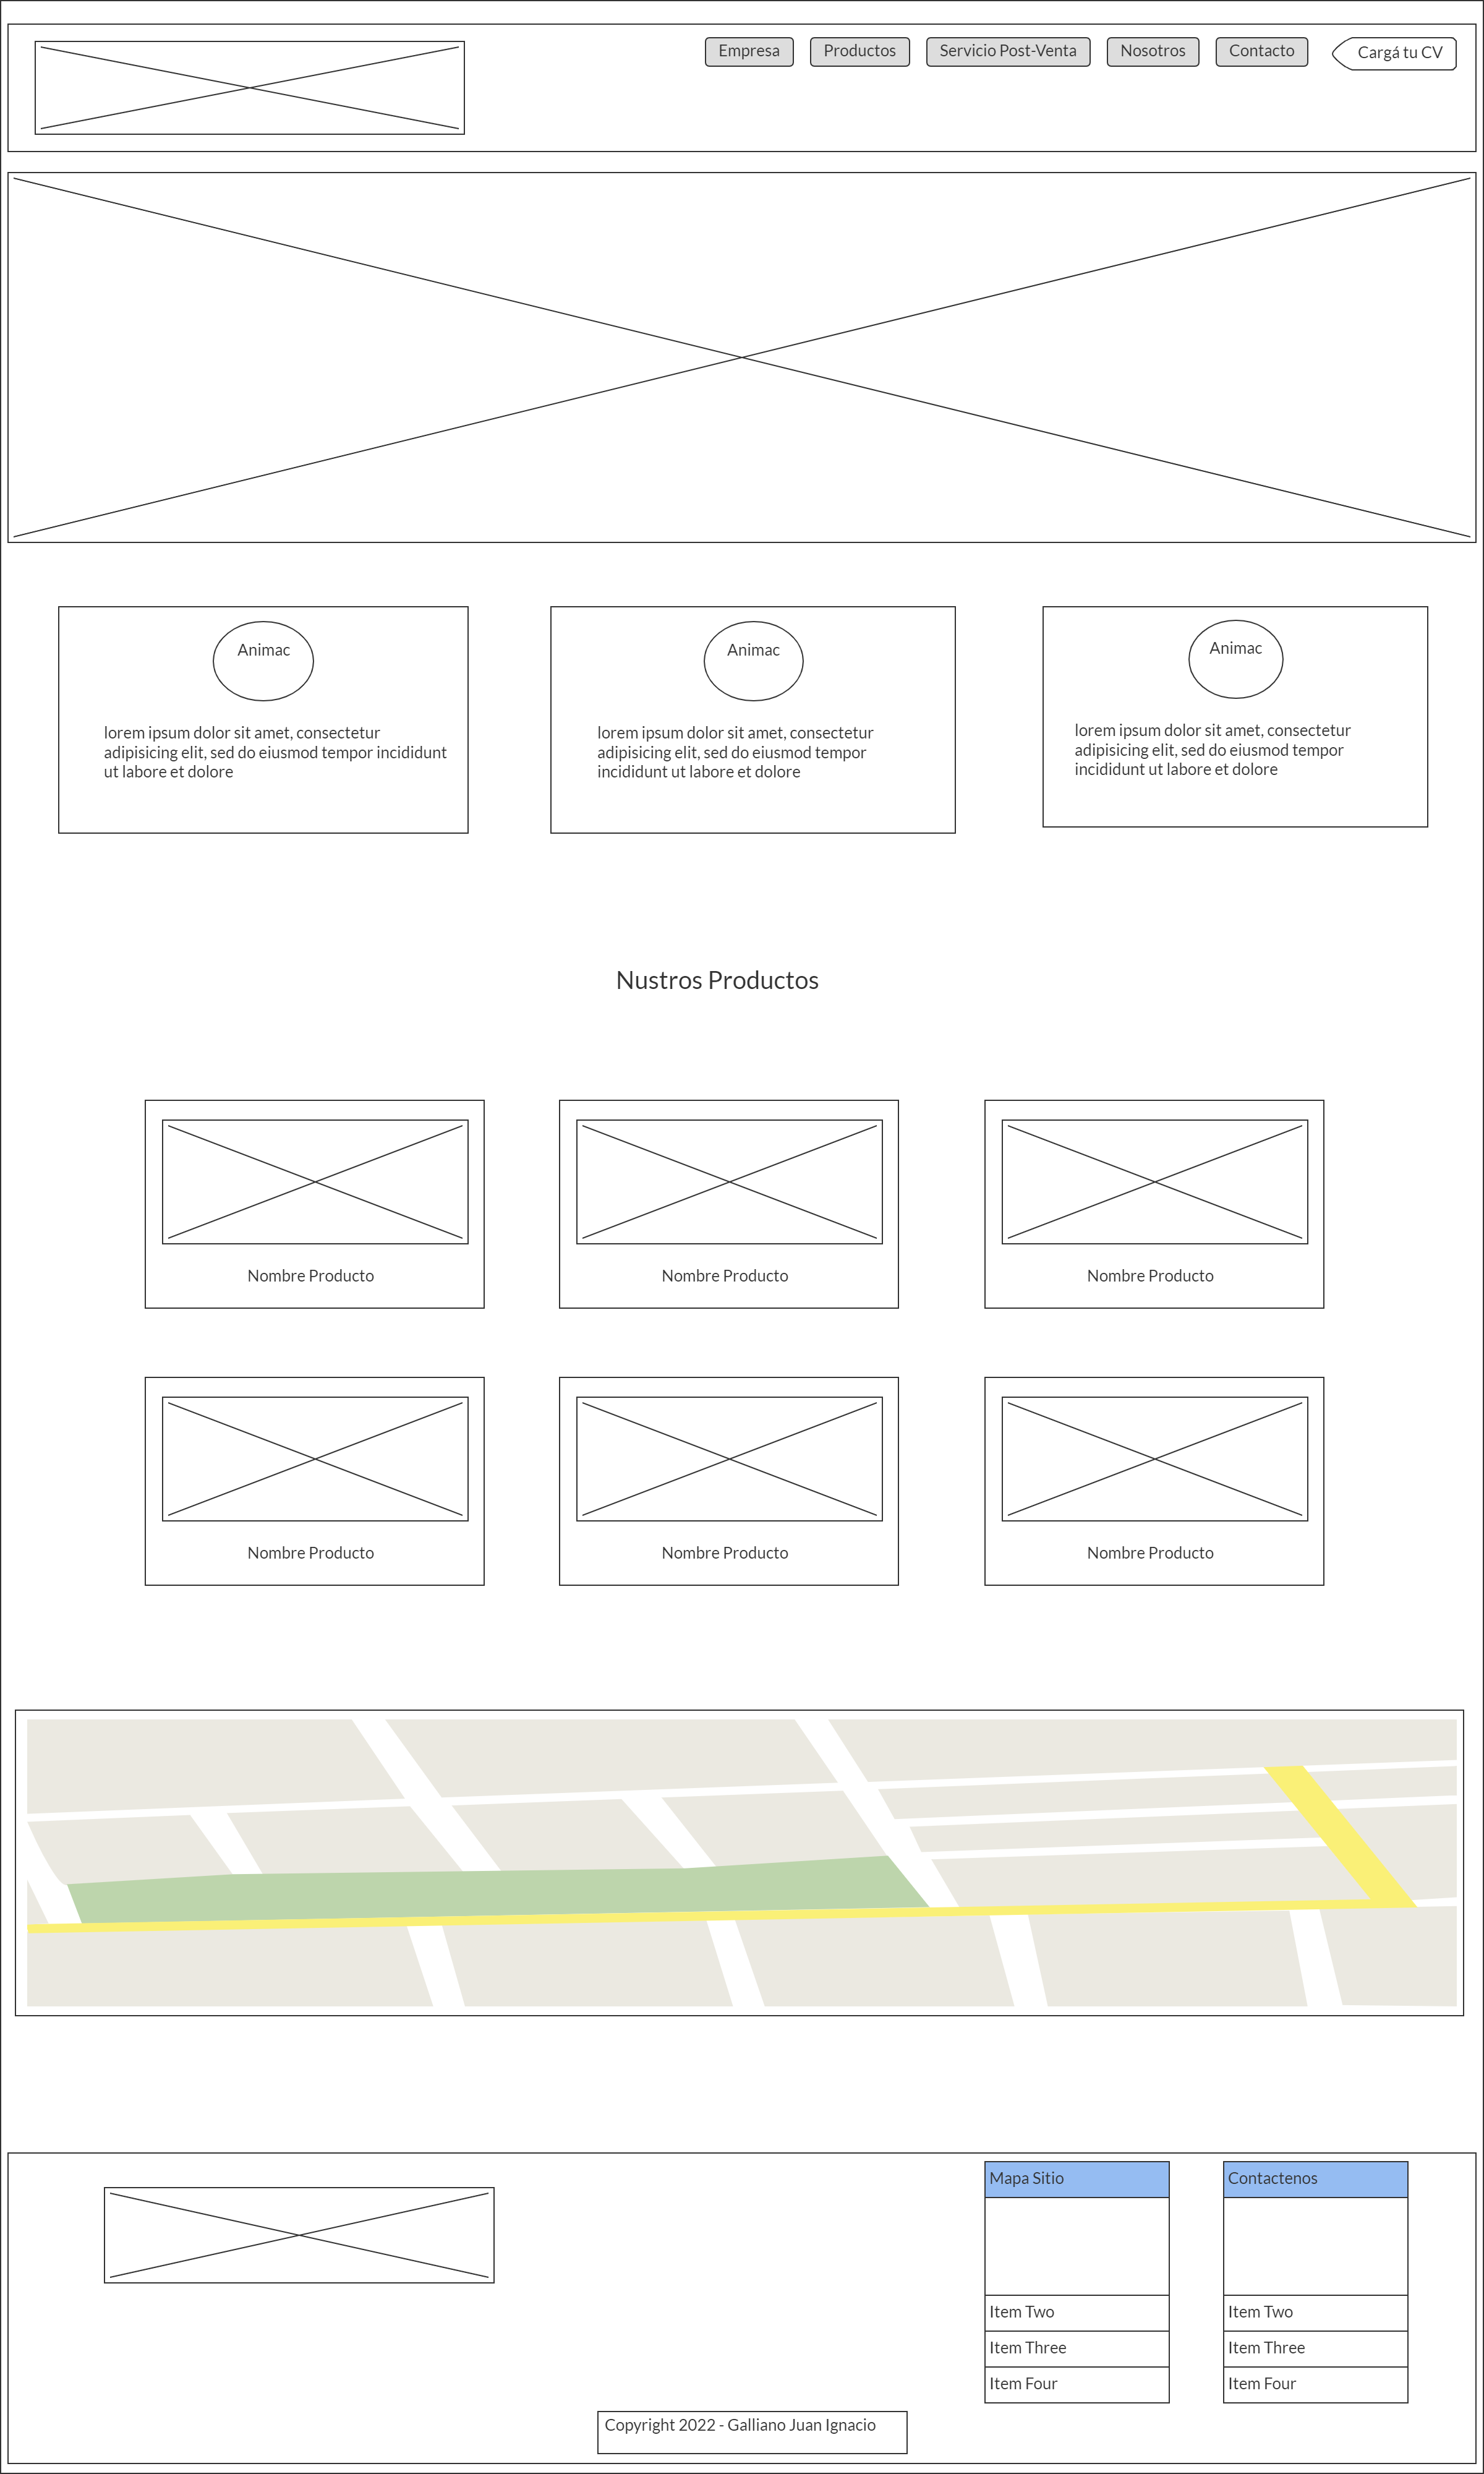 Empresa
Productos
Servicio Post-Venta
Nosotros
Contacto
Cargá tu CV
Animac
lorem ipsum dolor sit amet, consectetur
adipisicing elit, sed do eiusmod tempor incididunt
ut labore et dolore
Animac
lorem ipsum dolor sit amet, consectetur
adipisicing elit, sed do eiusmod tempor
incididunt ut labore et dolore
Animac
lorem ipsum dolor sit amet, consectetur
adipisicing elit, sed do eiusmod tempor
incididunt ut labore et dolore
Nustros Productos
Nombre Producto
Nombre Producto
Nombre Producto
Nombre Producto
Nombre Producto
Nombre Producto
Mapa Sitio
Item Two
Item Three
Item Four
Contactenos
Item Two
Item Three
Item Four
Copyright 2022 - Galliano Juan Ignacio